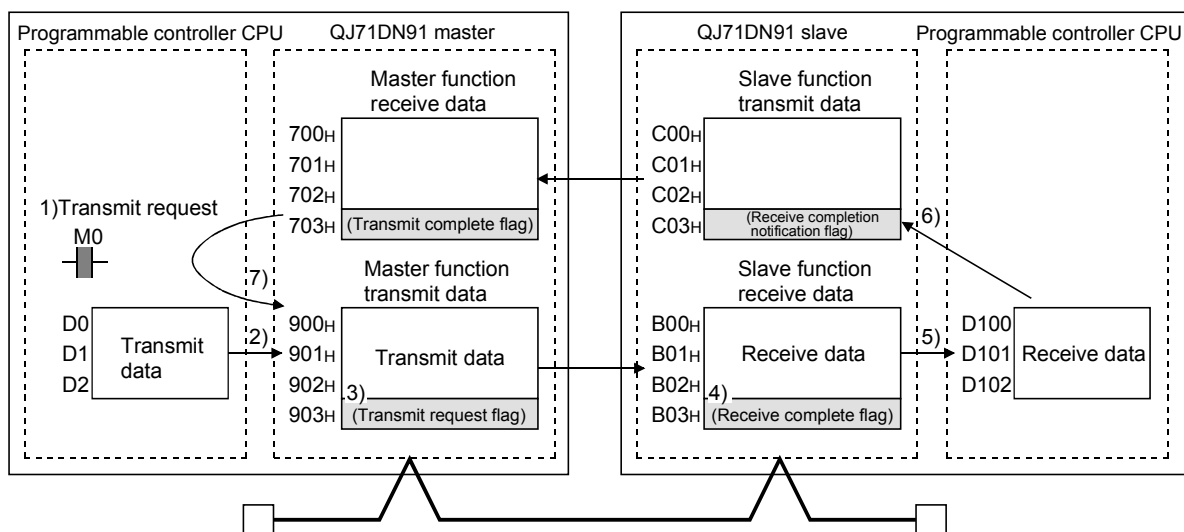 Programmable controller CPU
QJ71DN91 master
QJ71DN91 slave
Programmable controller CPU
Master function
receive data
700H
701H
702H
703H
(Transmit complete flag)
Slave function
transmit data
C00H
C01H
C02H
C03H
(Receive completion
notification flag)
6)
1)Transmit request
M0
7)
Master function
transmit data
Slave function
receive data
D0
D1
D2
Transmit
data
2)
900H
901H
902H
903H
Transmit data
3)
(Transmit request flag)
B00H
B01H
B02H
B03H
Receive data
4)
(Receive complete flag)
5)
D100
D101
D102
Receive data